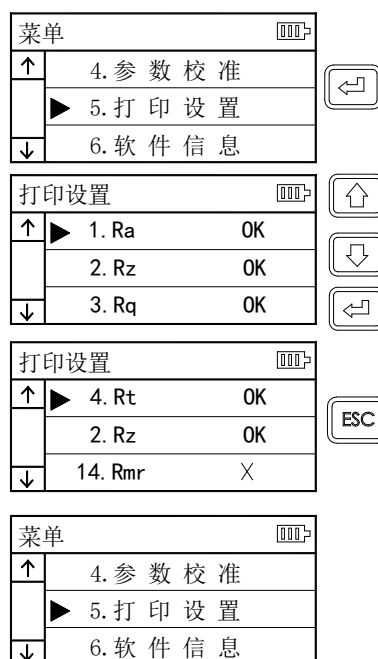 菜单
4.参 数 校 准
5.打 印 设 置
6.软 件 信 息
打印设置
1. Ra OK
2. Rz OK
3. Rq OK
打印设置
4. Rt OK
2. Rz OK
14. Rmr X
ESC
菜单
4.参 数 校 准
5.打 印 设 置
6.软 件 信 息